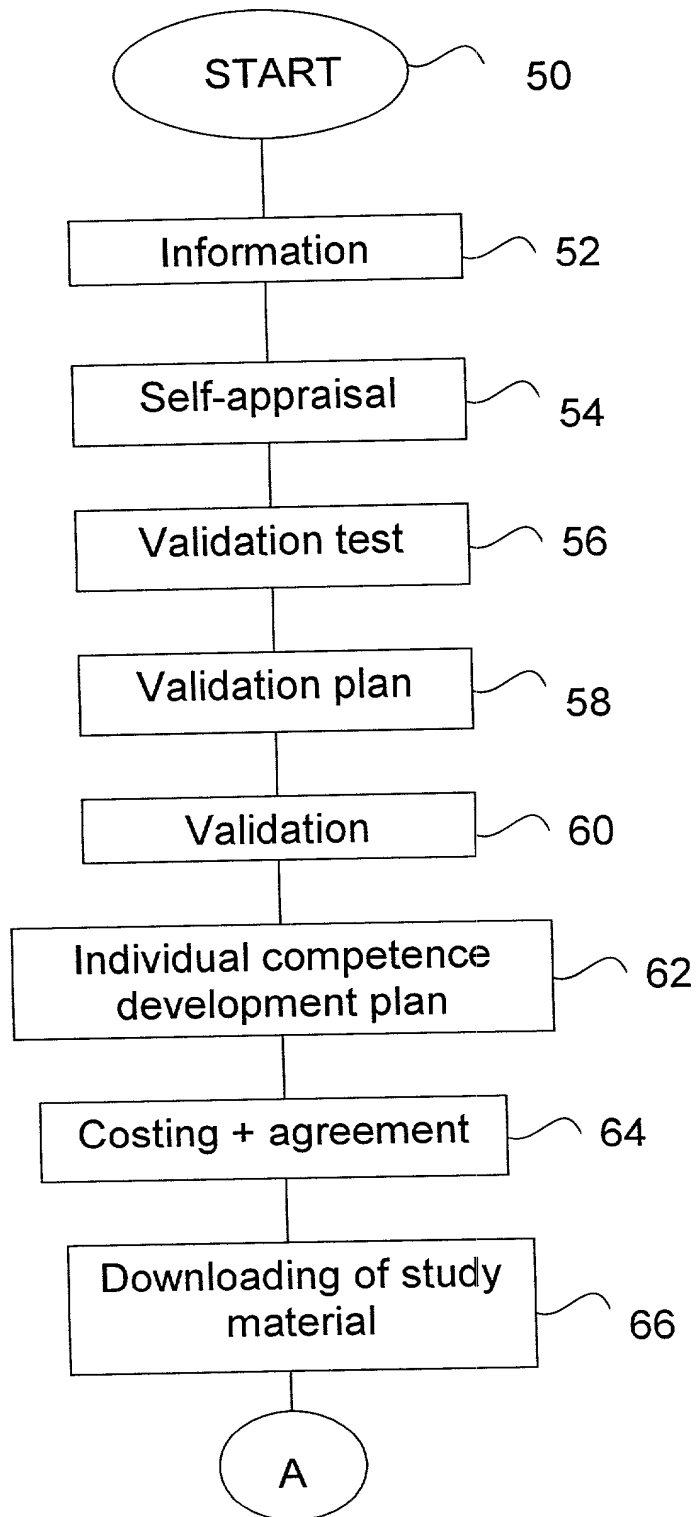 START 50
Information 52
Self-appraisal 54
Validation test 56
Validation plan 58
Validation 60
Individual competence
development plan 62
Costing + agreement 64
Downloading of study
material 66
A